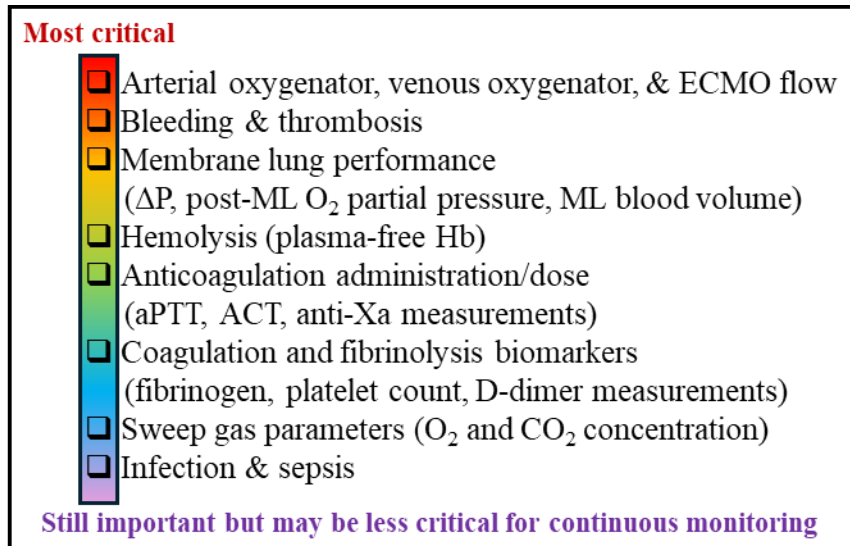 Most critical
❑ Arterial oxygenator, venous oxygenator, & ECMO flow
❑ Bleeding & thrombosis
❑ Membrane lung performance
(ΔP, post-ML O₂ partial pressure, ML blood volume)
❑ Hemolysis (plasma-free Hb)
❑ Anticoagulation administration/dose
(aPTT, ACT, anti-Xa measurements)
❑ Coagulation and fibrinolysis biomarkers
(fibrinogen, platelet count, D-dimer measurements)
❑ Sweep gas parameters (O₂ and CO₂ concentration)
❑ Infection & sepsis
Still important but may be less critical for continuous monitoring